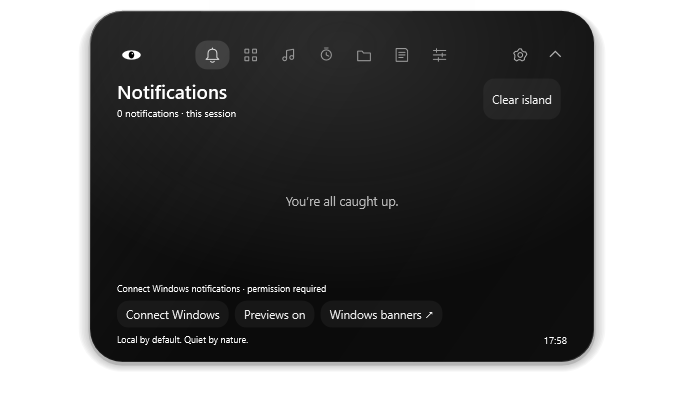 Notifications
0 notifications · this session
Clear island
You're all caught up.
Connect Windows notifications · permission required
Connect Windows
Previews on
Windows banners ↗
Local by default. Quiet by nature.
17:58